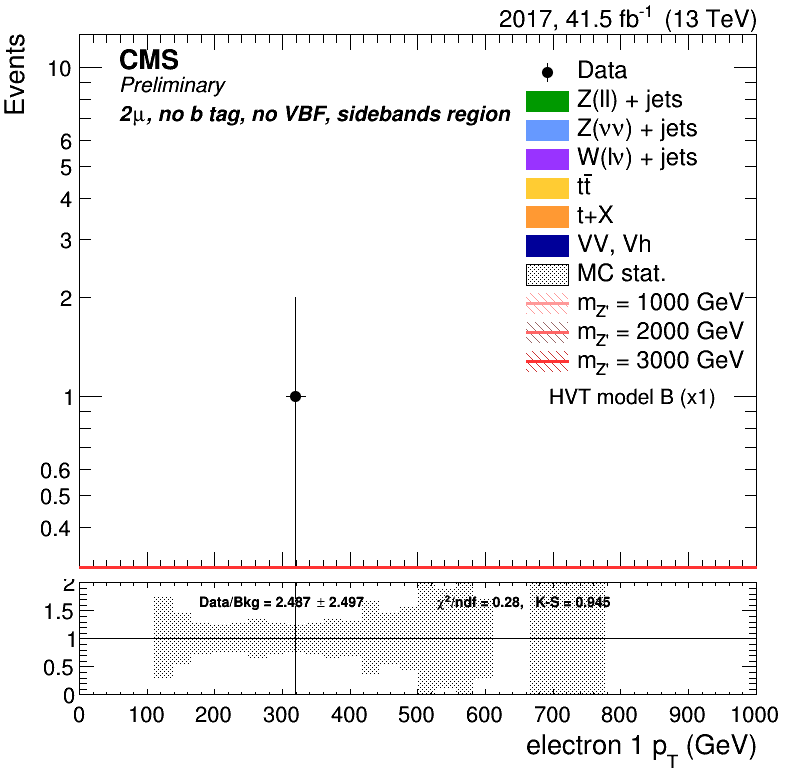 2017, 41.5 fb⁻¹ (13 TeV)
Events
CMS
Preliminary
2μ, no b tag, no VBF, sidebands region
Data
Z(ll) + jets
Z(νν) + jets
W(lν) + jets
tt̄
t+X
VV, Vh
MC stat.
m_Z' = 1000 GeV
m_Z' = 2000 GeV
m_Z' = 3000 GeV
HVT model B (x1)
10
6
5
4
3
2
1
0.6
0.5
0.4
Data/Bkg = 2.487 ± 2.497
χ²/ndf = 0.28, K-S = 0.945
2
1.5
1
0.5
0
0 100 200 300 400 500 600 700 800 900 1000
electron 1 p_T (GeV)